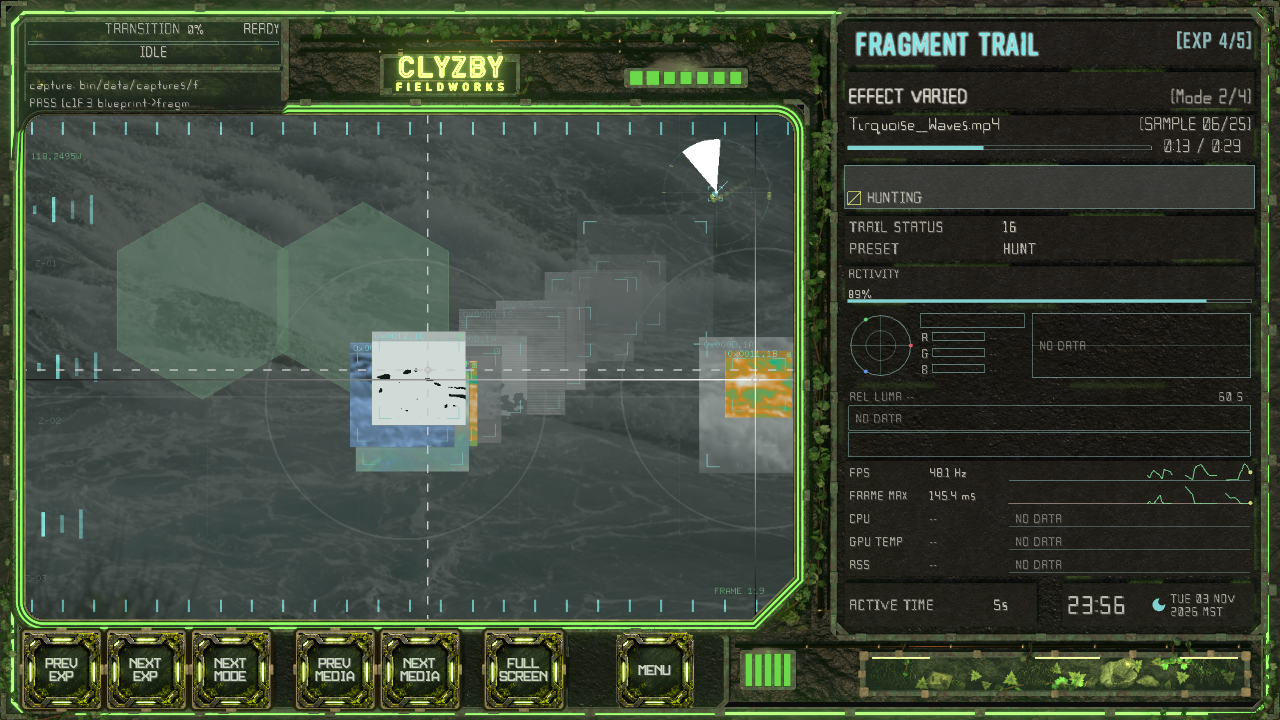 TRANSITION 0% READY
IDLE
capture: bin/data/captures/f
PASS [c1F3 blueprint->fragm
CLYZBY
FIELDWORKS
FRAGMENT TRAIL [EXP 4/5]
EFFECT VARIED [Mode 2/4]
Turquoise_Waves.mp4 [SAMPLE 06/25]
0:13 / 0:29
HUNTING
TRAIL STATUS 16
PRESET HUNT
ACTIVITY
89%
R
G
B
NO DATA
REL LUMA -- 60 S
NO DATA
FPS 48.1 Hz
FRAME MAX 145.4 mS
CPU -- NO DATA
GPU TEMP -- NO DATA
RSS -- NO DATA
ACTIVE TIME 5s
23:56
TUE 03 NOV
2026 MST
118.2495W
Z-01
Z-02
FRAME 1:9
PREV
EXP
NEXT
EXP
NEXT
MODE
PREV
MEDIA
NEXT
MEDIA
FULL
SCREEN
MENU